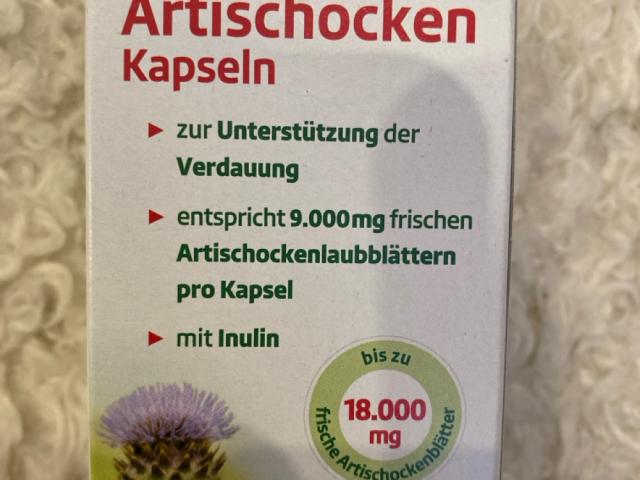 Artischocken
Kapseln
zur Unterstützung der
Verdauung
entspricht 9.000 mg frischen
Artischockenlaubblättern
pro Kapsel
mit Inulin
bis zu
18.000
mg
frische Artischockenblätter